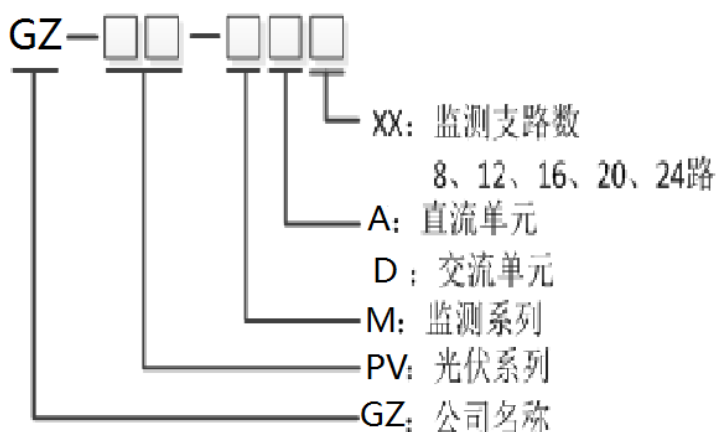 GZ-□□-□□□
XX：监测支路数
8、12、16、20、24路
A：直流单元
D：交流单元
M：监测系列
PV：光伏系列
GZ：公司名称